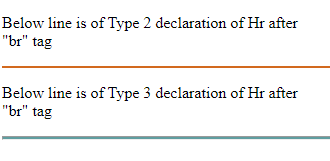 Below line is of Type 2 declaration of Hr after
"br" tag
Below line is of Type 3 declaration of Hr after
"br" tag